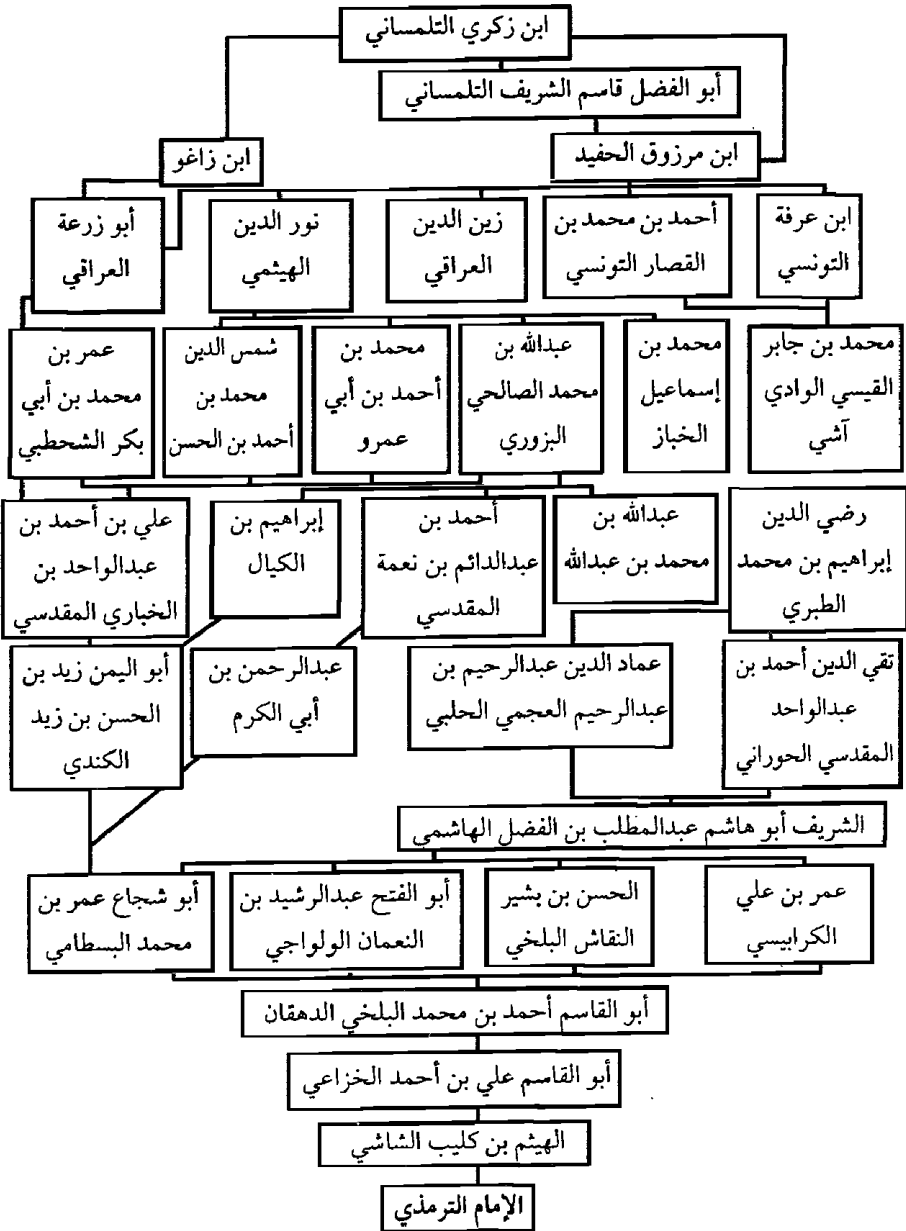 ابن زكري التلمساني
أبو الفضل قاسم الشريف التلمساني
ابن مرزوق الحفيد
ابن زاغو
ابن عرفة
التونسي
أحمد بن محمد بن
القصار التونسي
زين الدين
العراقي
نور الدين
الهيثمي
أبو زرعة
العراقي
محمد بن جابر
القيسي الوادي
آشي
محمد بن
إسماعيل
الخباز
عبدالله بن
محمد الصالحي
البزوري
محمد بن
أحمد بن أبي
عمرو
شمس الدين
محمد بن
أحمد بن الحسن
عمر بن
محمد بن أبي
بكر الشحطبي
رضي الدين
إبراهيم بن محمد
الطبري
عبدالله بن
محمد بن عبدالله
أحمد بن
عبدالدائم بن نعمة
المقدسي
إبراهيم بن
الكيال
علي بن أحمد بن
عبدالواحد بن
الخباري المقدسي
تقي الدين أحمد بن
عبدالواحد
المقدسي الحوراني
عماد الدين عبدالرحيم بن
عبدالرحيم العجمي الحلبي
عبدالرحمن بن
أبي الكرم
أبو اليمن زيد بن
الحسن بن زيد
الكندي
الشريف أبو هاشم عبدالمطلب بن الفضل الهاشمي
عمر بن علي
الكرابيسي
الحسن بن بشير
النقاش البلخي
أبو الفتح عبدالرشيد بن
النعمان الولواجي
أبو شجاع عمر بن
محمد البسطامي
أبو القاسم أحمد بن محمد البلخي الدهقان
أبو القاسم علي بن أحمد الخزاعي
الهيثم بن كليب الشاشي
الإمام الترمذي